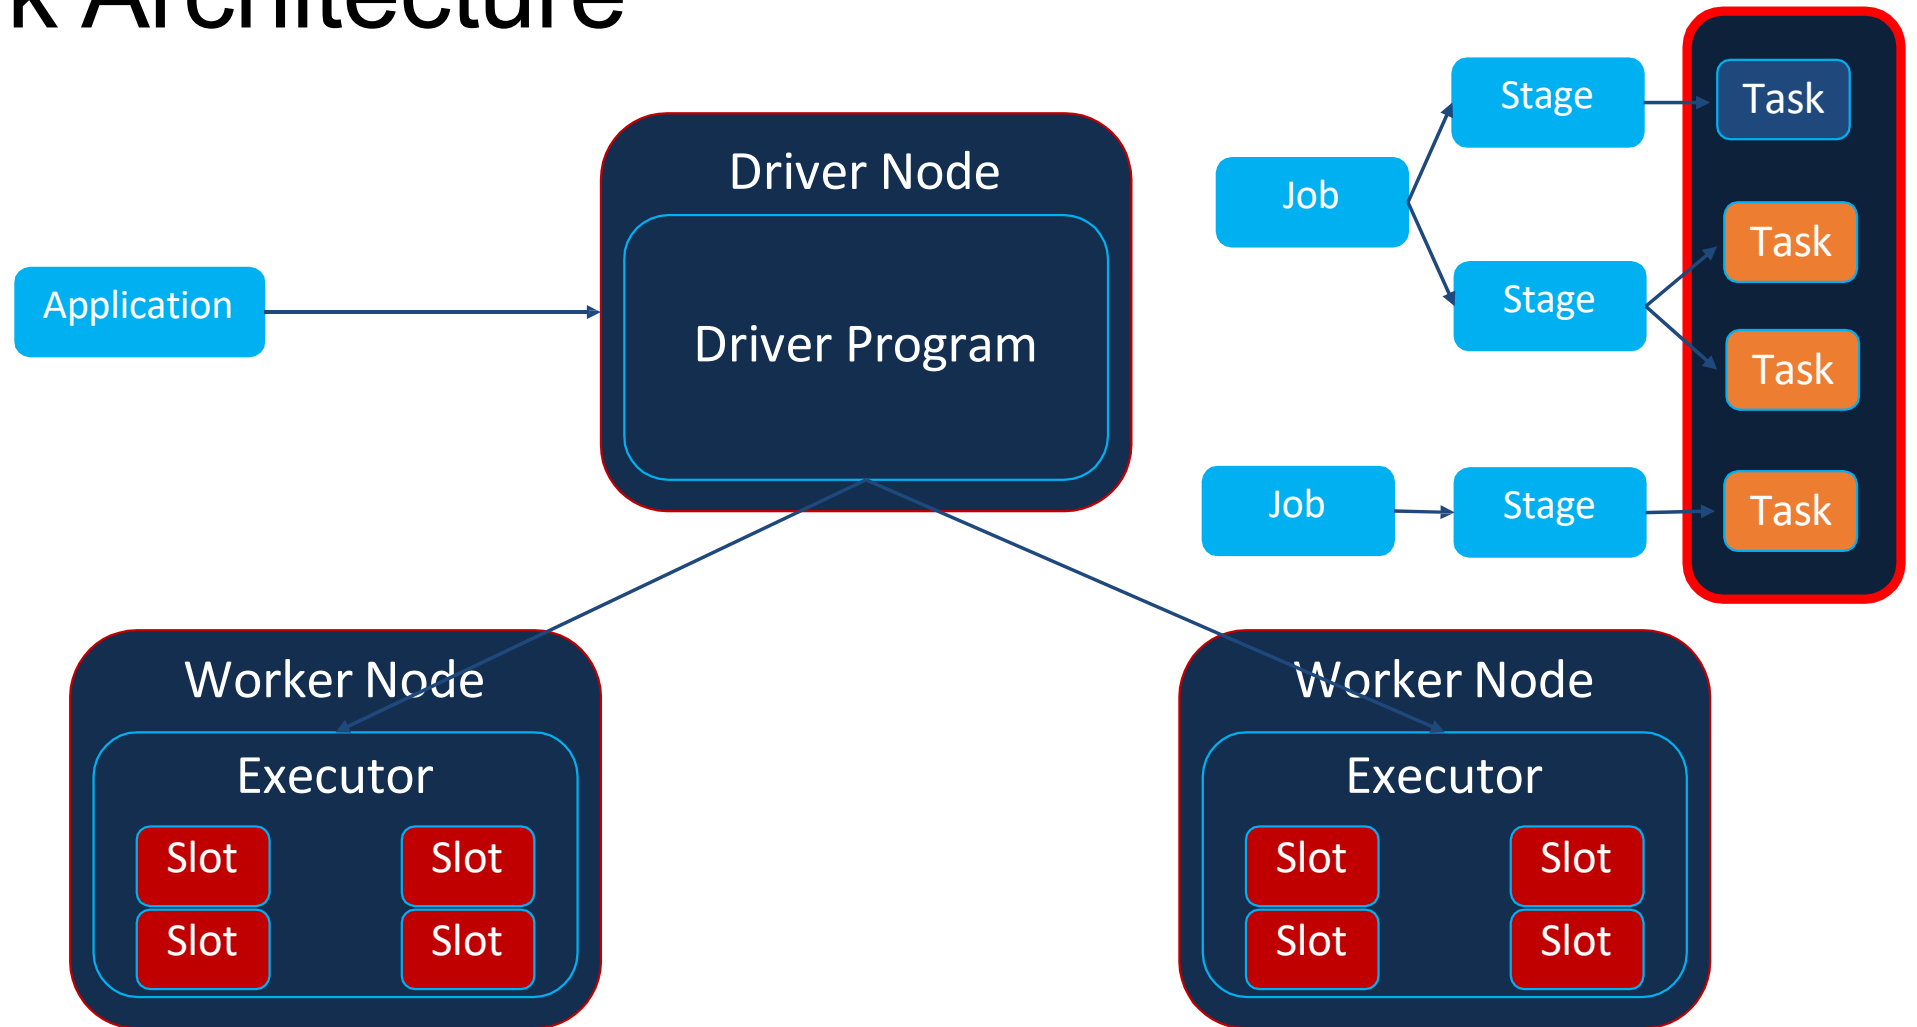 k Architecture
Application
Driver Node
Driver Program
Job
Stage
Task
Stage
Task
Task
Job
Stage
Task
Worker Node
Executor
Slot
Slot
Slot
Slot
Worker Node
Executor
Slot
Slot
Slot
Slot